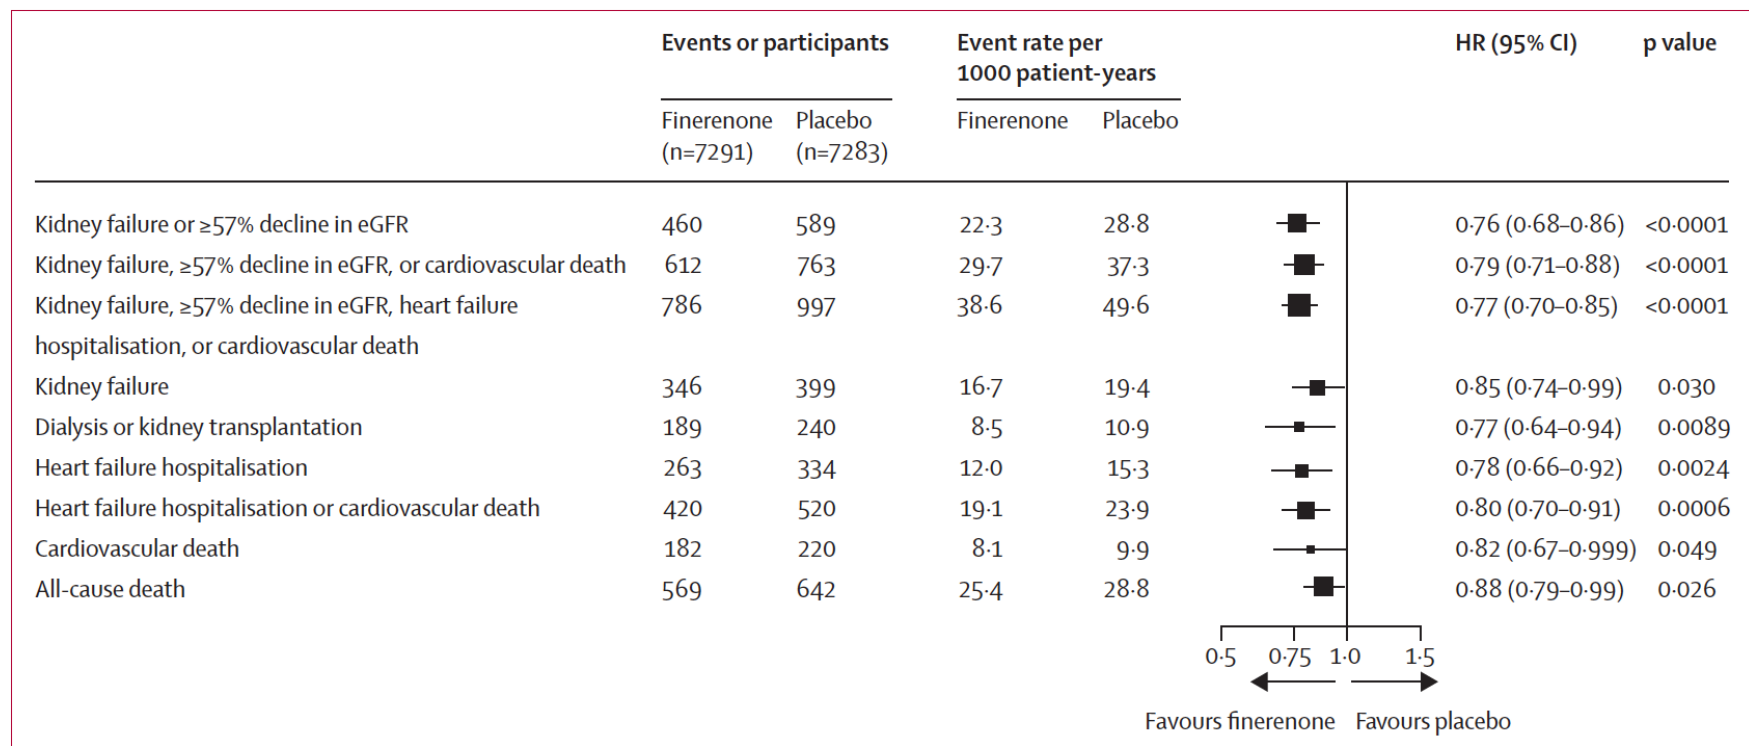 Events or participants Event rate per HR (95% CI) p value
1000 patient-years
Finerenone Placebo Finerenone Placebo
(n=7291) (n=7283)
Kidney failure or ≥57% decline in eGFR 460 589 22·3 28·8 0·76 (0·68–0·86) <0·0001
Kidney failure, ≥57% decline in eGFR, or cardiovascular death 612 763 29·7 37·3 0·79 (0·71–0·88) <0·0001
Kidney failure, ≥57% decline in eGFR, heart failure 786 997 38·6 49·6 0·77 (0·70–0·85) <0·0001
hospitalisation, or cardiovascular death
Kidney failure 346 399 16·7 19·4 0·85 (0·74–0·99) 0·030
Dialysis or kidney transplantation 189 240 8·5 10·9 0·77 (0·64–0·94) 0·0089
Heart failure hospitalisation 263 334 12·0 15·3 0·78 (0·66–0·92) 0·0024
Heart failure hospitalisation or cardiovascular death 420 520 19·1 23·9 0·80 (0·70–0·91) 0·0006
Cardiovascular death 182 220 8·1 9·9 0·82 (0·67–0·999) 0·049
All-cause death 569 642 25·4 28·8 0·88 (0·79–0·99) 0·026
0·5 0·75 1·0 1·5
Favours finerenone Favours placebo